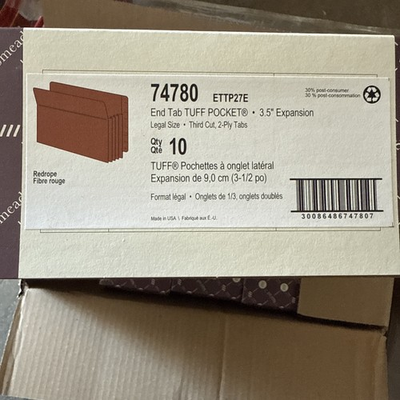 74780 ETTP27E
End Tab TUFF POCKET® • 3.5" Expansion
Legal Size • Third Cut, 2-Ply Tabs
Qty
Qté 10
TUFF® Pochettes à onglet latéral
Expansion de 9,0 cm (3-1/2 po)
Format légal • Onglets de 1/3, onglets doublés
Made in USA \ Fabriqué aux É.-U.
Redrope
Fibre rouge
30% post-consumer
30 % post-consommation
30086486747807